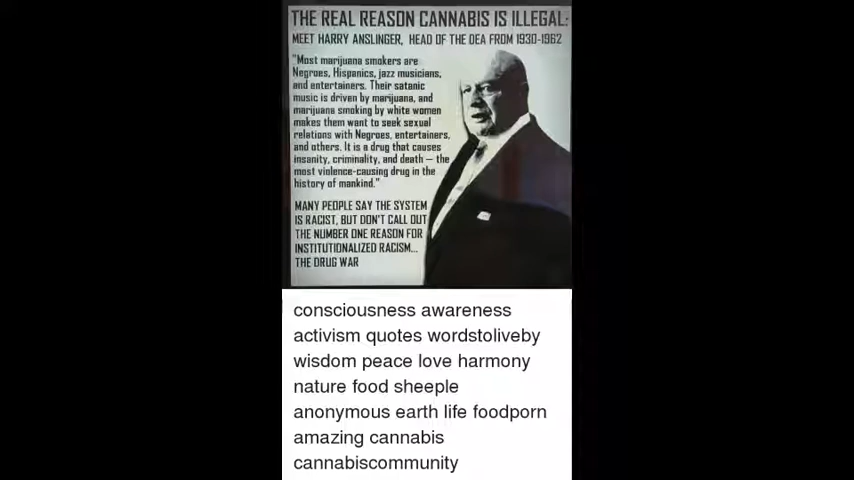 THE REAL REASON CANNABIS IS ILLEGAL:
MEET HARRY ANSLINGER, HEAD OF THE DEA FROM 1930-1962
"Most marijuana smokers are
Negroes, Hispanics, jazz musicians,
and entertainers. Their satanic
music is driven by marijuana, and
marijuana smoking by white women
makes them want to seek sexual
relations with Negroes, entertainers,
and others. It is a drug that causes
insanity, criminality, and death — the
most violence-causing drug in the
history of mankind."
MANY PEOPLE SAY THE SYSTEM
IS RACIST, BUT DON'T CALL OUT
THE NUMBER ONE REASON FOR
INSTITUTIONALIZED RACISM...
THE DRUG WAR
consciousness awareness
activism quotes wordstoliveby
wisdom peace love harmony
nature food sheeple
anonymous earth life foodporn
amazing cannabis
cannabiscommunity